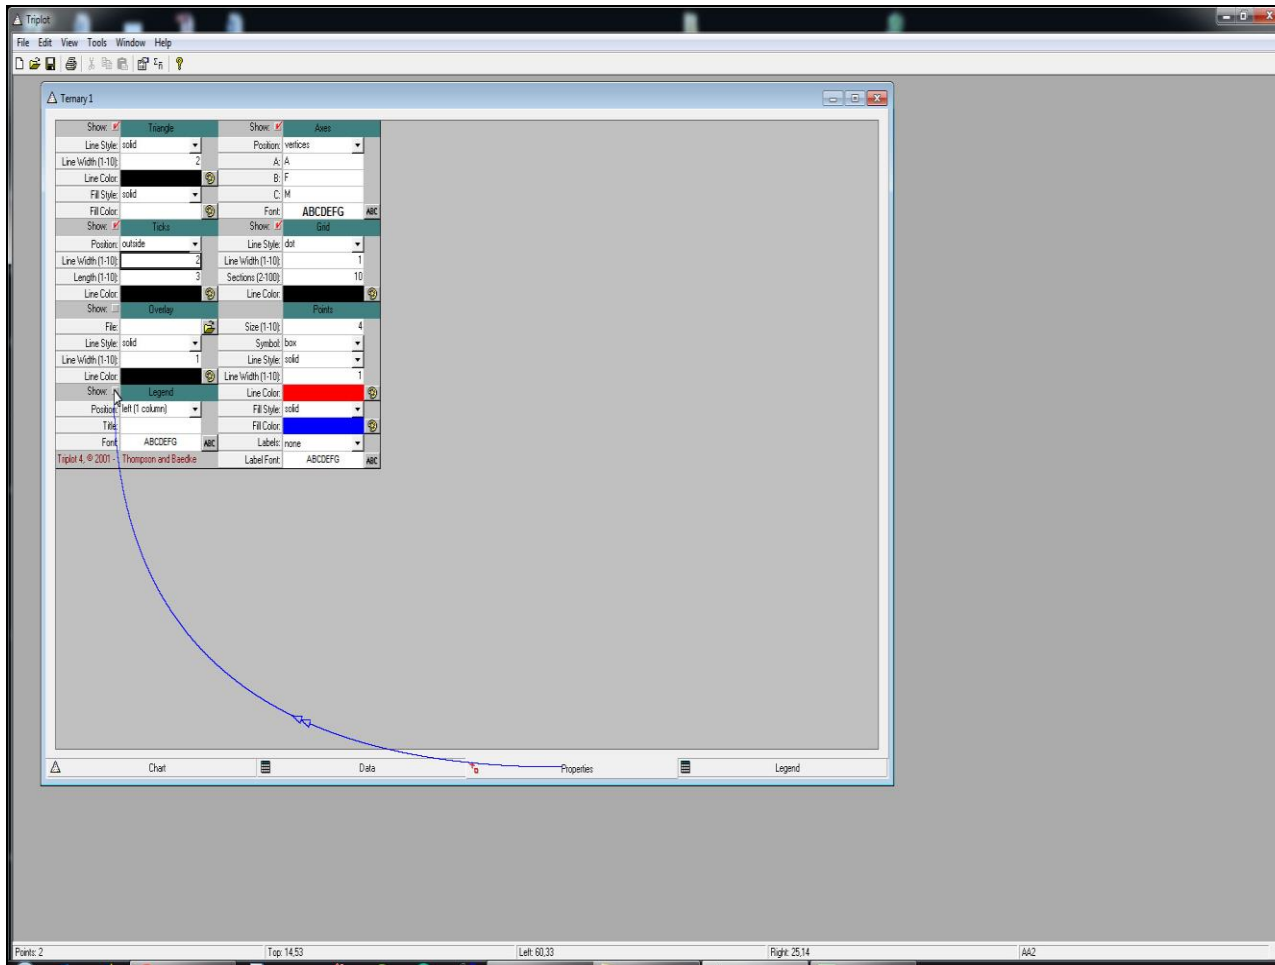 Triplot
File Edit View Tools Window Help
Ternary1
Show: Triangle Show: Axes
Line Style: solid Position: vertices
Line Width (1-10): 2 A: A
Line Color: B: F
Fill Style: solid C: M
Fill Color: Font: ABCDEFG ABC
Show: Ticks Show: Grid
Position: outside Line Style: dot
Line Width (1-10): 2 Line Width (1-10): 1
Length (1-10): 3 Sections (2-100): 10
Line Color: Line Color:
Show: Overlay Points
File: Size (1-10): 4
Line Style: solid Symbol: box
Line Width (1-10): 1 Line Style: solid
Line Color: Line Width (1-10): 1
Show: Legend Line Color:
Position: left (1 column) Fill Style: solid
Title: Fill Color:
Font: ABCDEFG ABC Labels: none
Triplot 4, © 2001 - Thompson and Baedke Label Font: ABCDEFG ABC
Chart Data Properties Legend
Points: 2 Top: 14,53 Left: 60,33 Right: 25,14 AA2